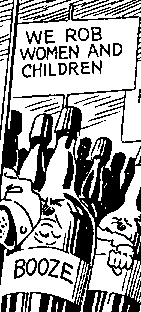 WE ROB
WOMEN AND
CHILDREN
BOOZE